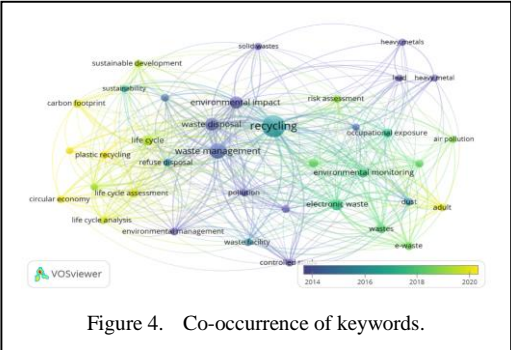 solid wastes
heavy metals
sustainable development
lead
heavy metal
sustainability
carbon footprint
environmental impact
risk assessment
waste disposal
recycling
occupational exposure
life cycle
air pollution
plastic recycling
waste management
refuse disposal
environmental monitoring
life cycle assessment
pollution
circular economy
electronic waste
dust
adult
life cycle analysis
environmental management
wastes
waste facility
e-waste
VOSviewer
2014
2016
2018
2020
Figure 4. Co-occurrence of keywords.